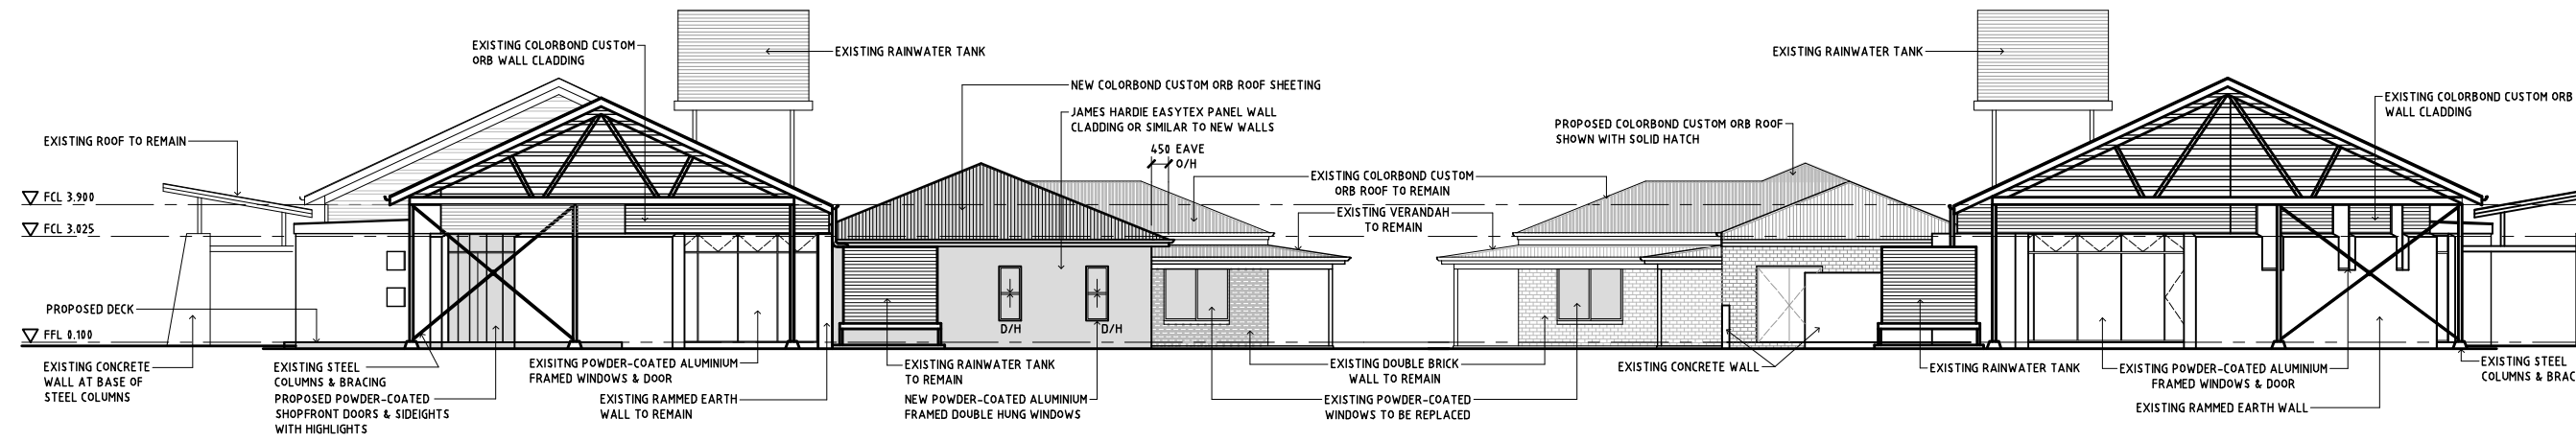 EXISTING COLORBOND CUSTOM
ORB WALL CLADDING
EXISTING RAINWATER TANK
EXISTING RAINWATER TANK
NEW COLORBOND CUSTOM ORB ROOF SHEETING
JAMES HARDIE EASYTEX PANEL WALL
CLADDING OR SIMILAR TO NEW WALLS
EXISTING COLORBOND CUSTOM ORB
WALL CLADDING
PROPOSED COLORBOND CUSTOM ORB ROOF
SHOWN WITH SOLID HATCH
EXISTING ROOF TO REMAIN
450 EAVE
O/H
EXISTING COLORBOND CUSTOM
ORB ROOF TO REMAIN
FCL 3.900
EXISTING VERANDAH
TO REMAIN
FCL 3.025
PROPOSED DECK
D/H
D/H
FFL 0.100
EXISTING CONCRETE
WALL AT BASE OF
STEEL COLUMNS
EXISTING STEEL
COLUMNS & BRACING
PROPOSED POWDER-COATED
SHOPFRONT DOORS & SIDEIGHTS
WITH HIGHLIGHTS
EXISITNG POWDER-COATED ALUMINIUM
FRAMED WINDOWS & DOOR
EXISTING RAMMED EARTH
WALL TO REMAIN
EXISTING RAINWATER TANK
TO REMAIN
NEW POWDER-COATED ALUMINIUM
FRAMED DOUBLE HUNG WINDOWS
EXISTING DOUBLE BRICK
WALL TO REMAIN
EXISTING POWDER-COATED
WINDOWS TO BE REPLACED
EXISTING CONCRETE WALL
EXISTING RAINWATER TANK
EXISTING POWDER-COATED ALUMINIUM
FRAMED WINDOWS & DOOR
EXISTING RAMMED EARTH WALL
EXISTING STEEL
COLUMNS & BRAC